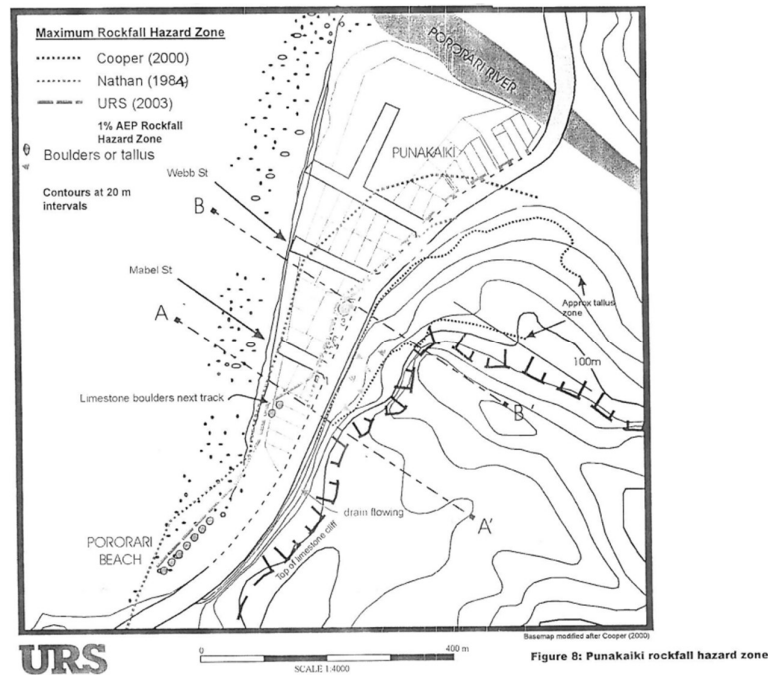 Maximum Rockfall Hazard Zone
Cooper (2000)
Nathan (1984)
URS (2003)
1% AEP Rockfall
Hazard Zone
Boulders or tallus
Contours at 20 m
intervals
PORORARI RIVER
PUNAKAIKI
Webb St
B
Mabel St
A
Approx tallus
zone
100m
Limestone boulders next track
B'
drain flowing
A'
PORORARI
BEACH
Top of limestone cliff
Basemap modified after Cooper (2000)
URS
0
400 m
SCALE 1:4000
Figure 8: Punakaiki rockfall hazard zone